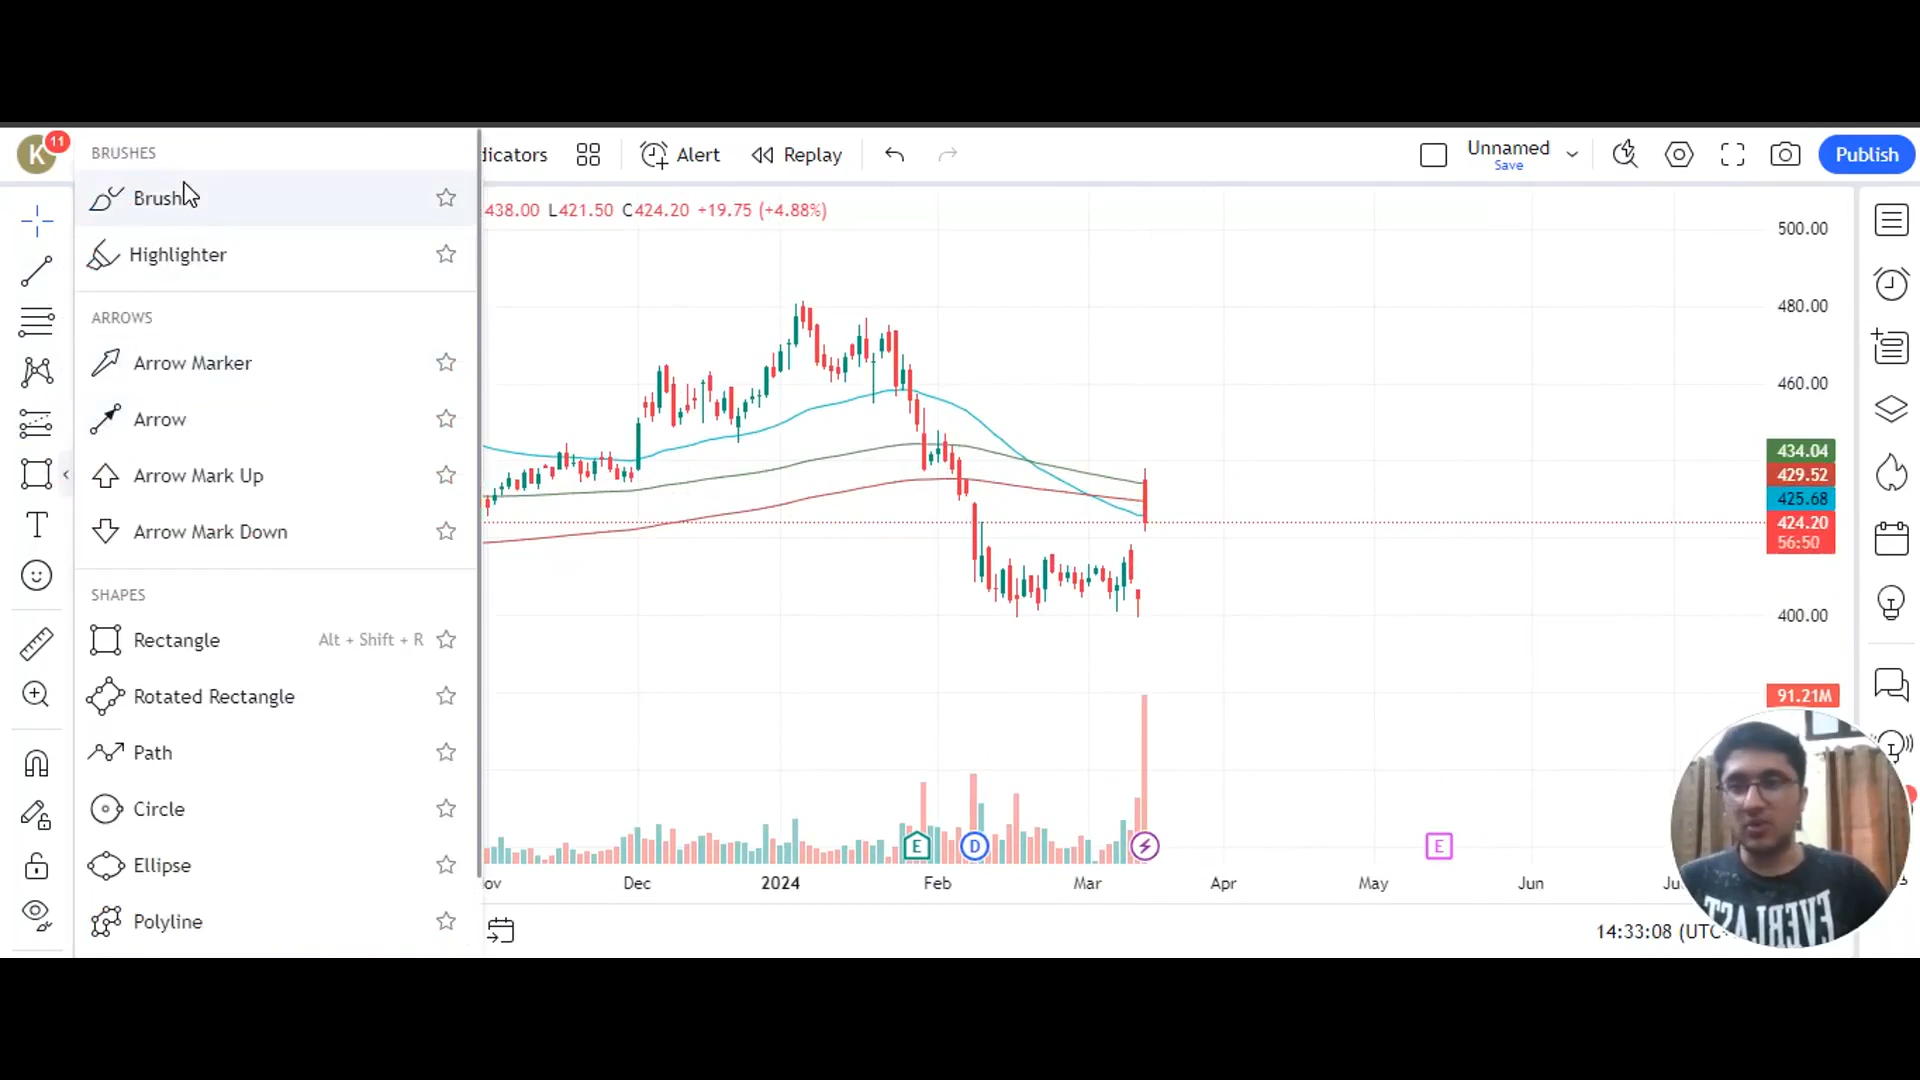 K
11
BRUSHES
Brush
Highlighter
ARROWS
Arrow Marker
Arrow
Arrow Mark Up
Arrow Mark Down
SHAPES
Rectangle Alt + Shift + R
Rotated Rectangle
Path
Circle
Ellipse
Polyline
dicators
Alert
Replay
Unnamed
Save
Publish
438.00 L421.50 C424.20 +19.75 (+4.88%)
500.00
480.00
460.00
434.04
429.52
425.68
424.20
56:50
400.00
91.21M
E
D
E
ov Dec 2024 Feb Mar Apr May Jun Ju
14:33:08 (UTC
EVERLAST